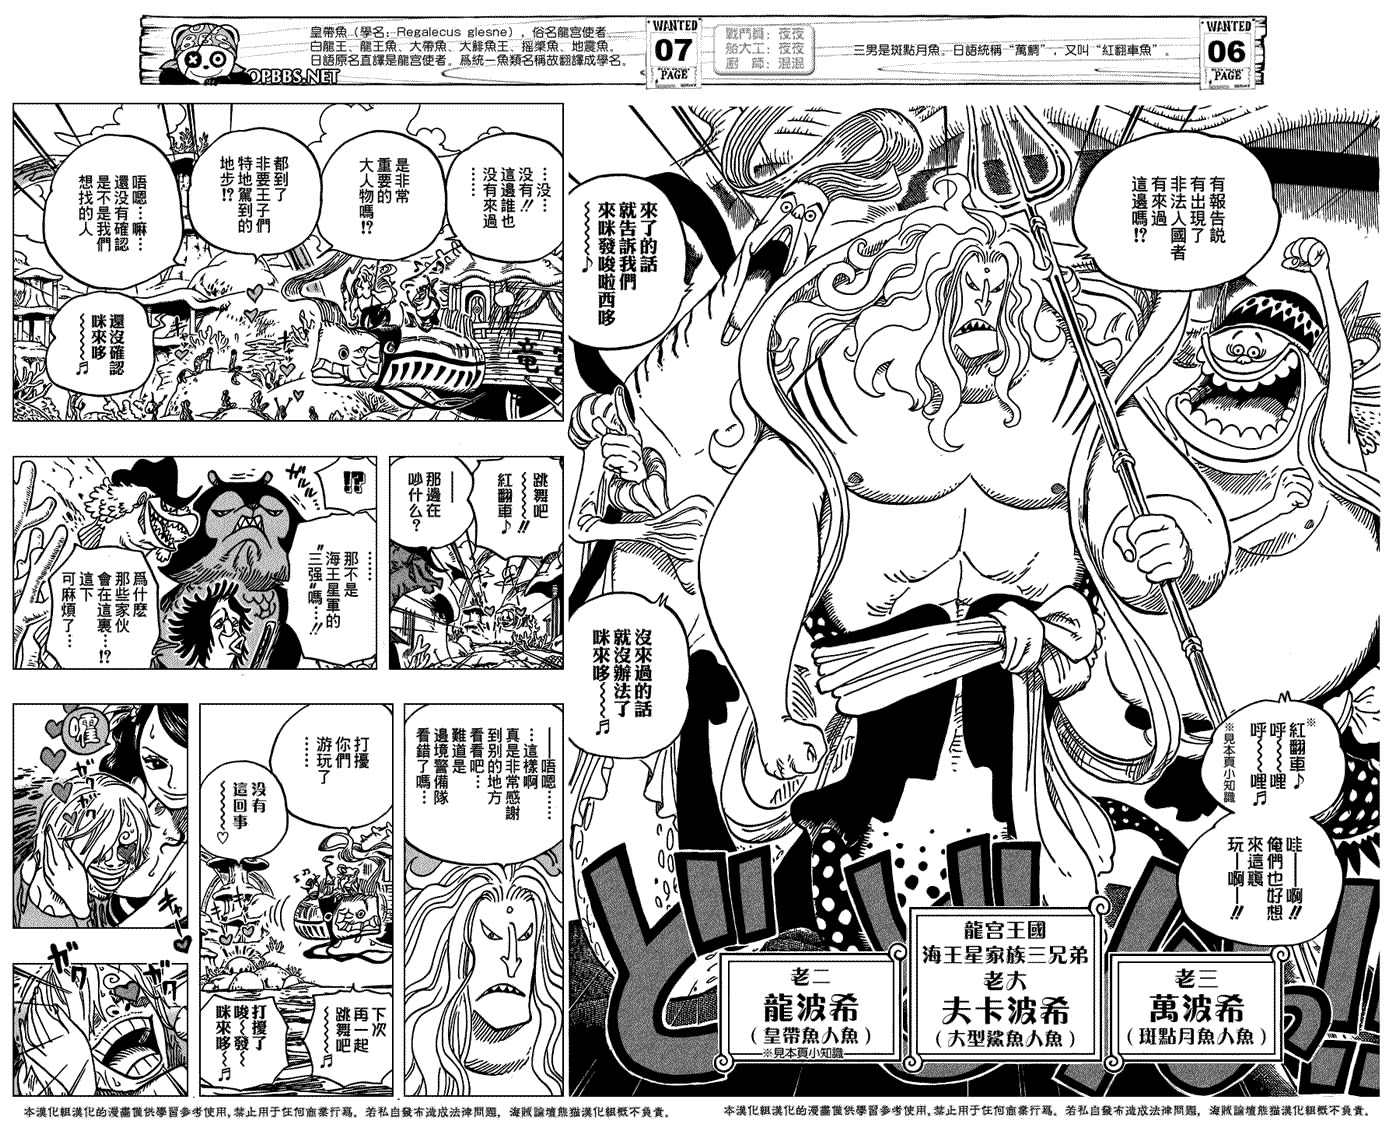 皇帶魚（學名：Regalecus glesne），俗名龍宮使者、
白龍王、龍王魚、大帶魚、大鯡魚王、搖槳魚、地震魚。
日語原名直譯是龍宮使者。爲統一魚類名稱故翻譯成學名。
OPBBS.NET
WANTED
07
PAGE
戰鬥員：夜夜
船大工：夜夜
廚　師：混混
三男是斑點月魚。日語統稱“萬鯛”，又叫“紅翻車魚”。
WANTED
06
PAGE
有報告説
有出現了
非法人國者
有來過
這邊嗎!?
來了的話
就告訴我們
來咪發唆啦西哆
～～～♪
沒來過的話
就沒辦法了
咪來哆
～～～♬
※
紅翻車♪
呼～～哩
呼～～哩♬
※見本頁小知識
哇——啊!!
俺們也好想
來這裏
玩—啊—!!
龍宮王國
海王星家族三兄弟
老大
夫卡波希
（大型鯊魚人魚）
老二
龍波希
（皇帶魚人魚）
※見本頁小知識
老三
萬波希
（斑點月魚人魚）
ど
ん
!!
…没…
没有!!
這邊誰也
没有來過
……
是非常
重要的
大人物嗎!?
都到了
非要王子們
特地駕到的
地步!?
唔嗯…嘛…
還没有確認
是不是我們
想找的人
還沒確認
咪來哆
～～～♬
竜宮
跳舞吧
～～～!!
紅翻車♪
——
那邊在
吵什么?
!?
……
那不是
海王星軍的
“三强”嗎…!!
爲什麽
那些家伙
會在這裏…!?
這下
可麻煩了…
——唔嗯……
…這樣啊
真是非常感謝
到别的地方
看看吧…
難道是
邊境警備隊
看錯了嗎…
打擾
你們
游玩了
没有
這回事
～～～♡
下次
再一起
跳舞吧
～～～♬
打擾了
唆～發～
咪來哆～♬
本漢化組漢化的漫畫僅供學習參考使用,禁止用于任何商業行爲。若私自發布造成法律問題，海賊論壇熊猫漢化組概不負責。
本漢化組漢化的漫畫僅供學習參考使用,禁止用于任何商業行爲。若私自發布造成法律問題，海賊論壇熊猫漢化組概不負責。